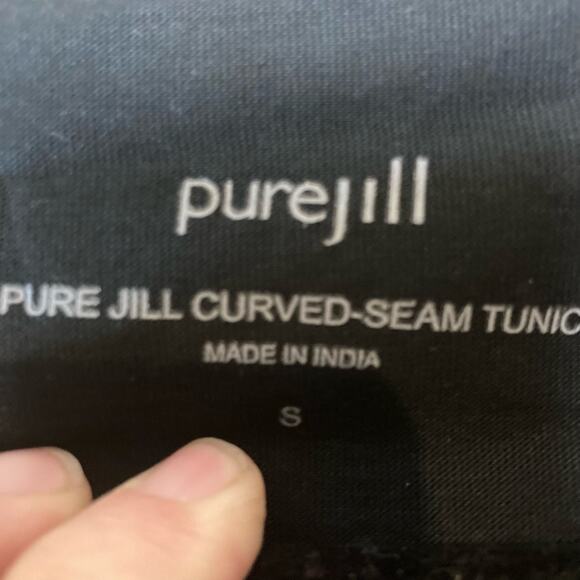 purejill
PURE JILL CURVED-SEAM TUNIC
MADE IN INDIA
S